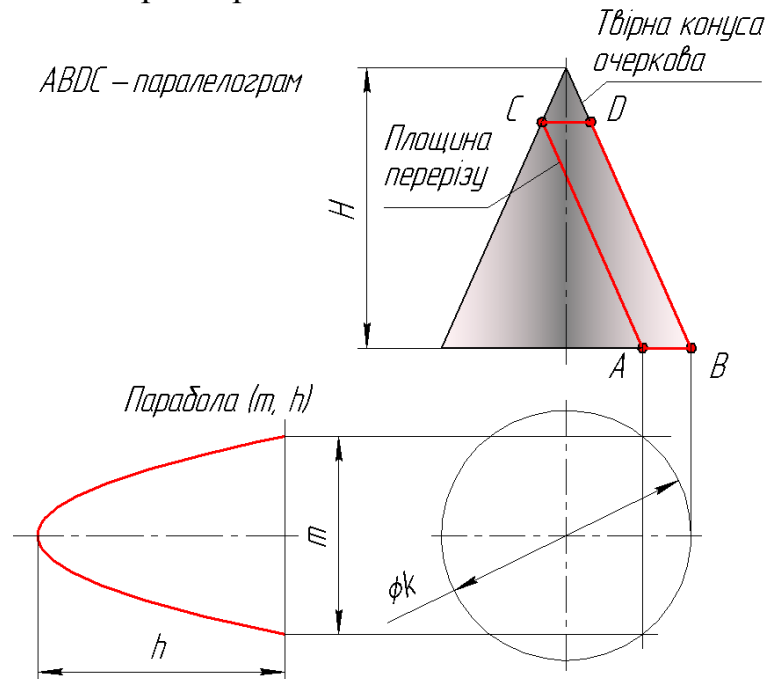 Твірна конуса
очеркова
ABDC – паралелограм
C
D
Площина
перерізу
H
A
B
Парабола (m, h)
m
ϕk
h